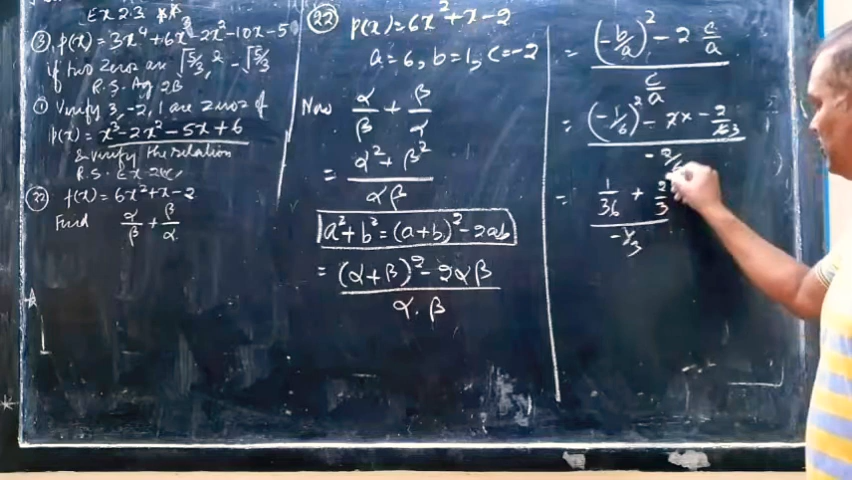 Ex 2.3 **
③ p(x) = 3x⁴ + 6x³ - 2x² - 10x - 5
if two zeros are √5/3, & -√5/3
R.S. Ag 2B
① Verify 3, -2, 1 are zeros of
p(x) = x³ - 2x² - 5x + 6
& verify the relation
R.S. Ex - 2(
㉒ f(x) = 6x² + x - 2
Find α/β + β/α
㉒ p(x) = 6x² + x - 2
a = 6, b = 1, c = -2
Now α/β + β/α
= (α² + β²)/(αβ)
a² + b² = (a + b)² - 2ab
= ((α + β)² - 2αβ)/(α . β)
= ((-b/a)² - 2 c/a)/(c/a)
= ((-1/6)² - 2 x - 2/6 3)/(-2/6)
= (1/36 + 2/3)/(-1/3)